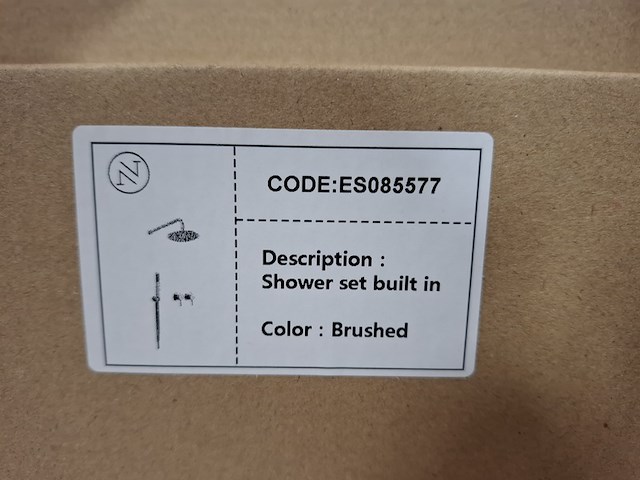 N
CODE:ES085577
Description :
Shower set built in
Color : Brushed